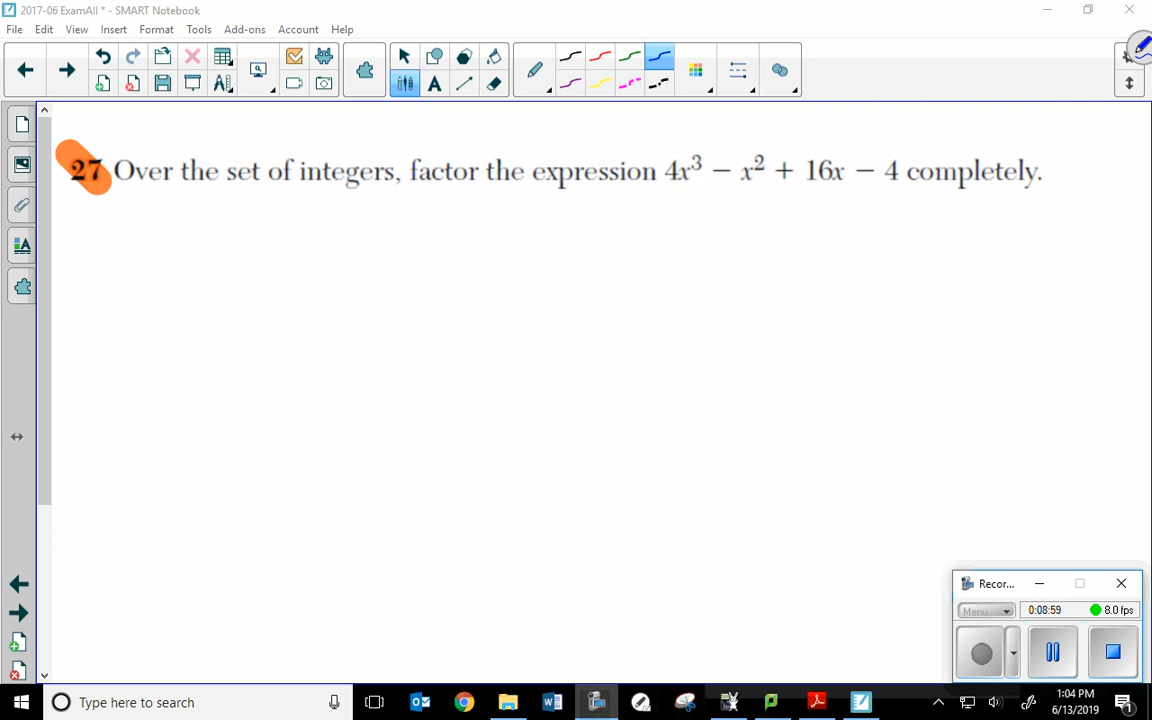 2017-06 ExamAll * - SMART Notebook
File Edit View Insert Format Tools Add-ons Account Help
A
27 Over the set of integers, factor the expression 4x³ − x² + 16x − 4 completely.
Recor...
Menu 0:08:59 8.0 fps
Type here to search
1:04 PM
6/13/2019
1